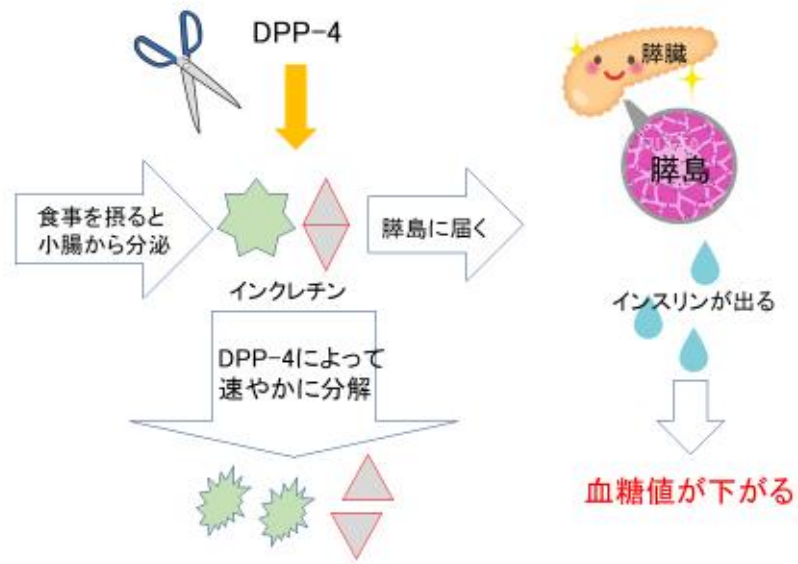 DPP-4
膵臓
膵島
食事を摂ると
小腸から分泌
膵島に届く
インクレチン
インスリンが出る
DPP-4によって
速やかに分解
血糖値が下がる